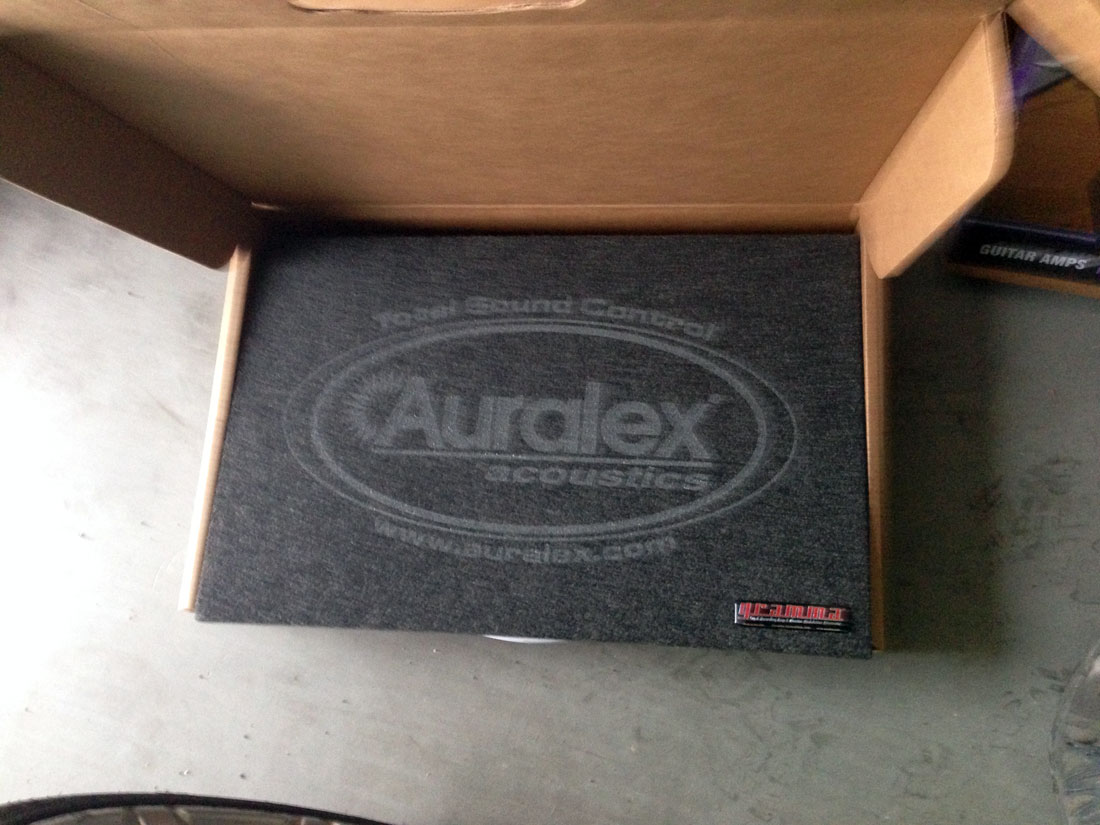 GUITAR AMPS
Total Sound Control
Auralex
acoustics
www.auralex.com
gramma